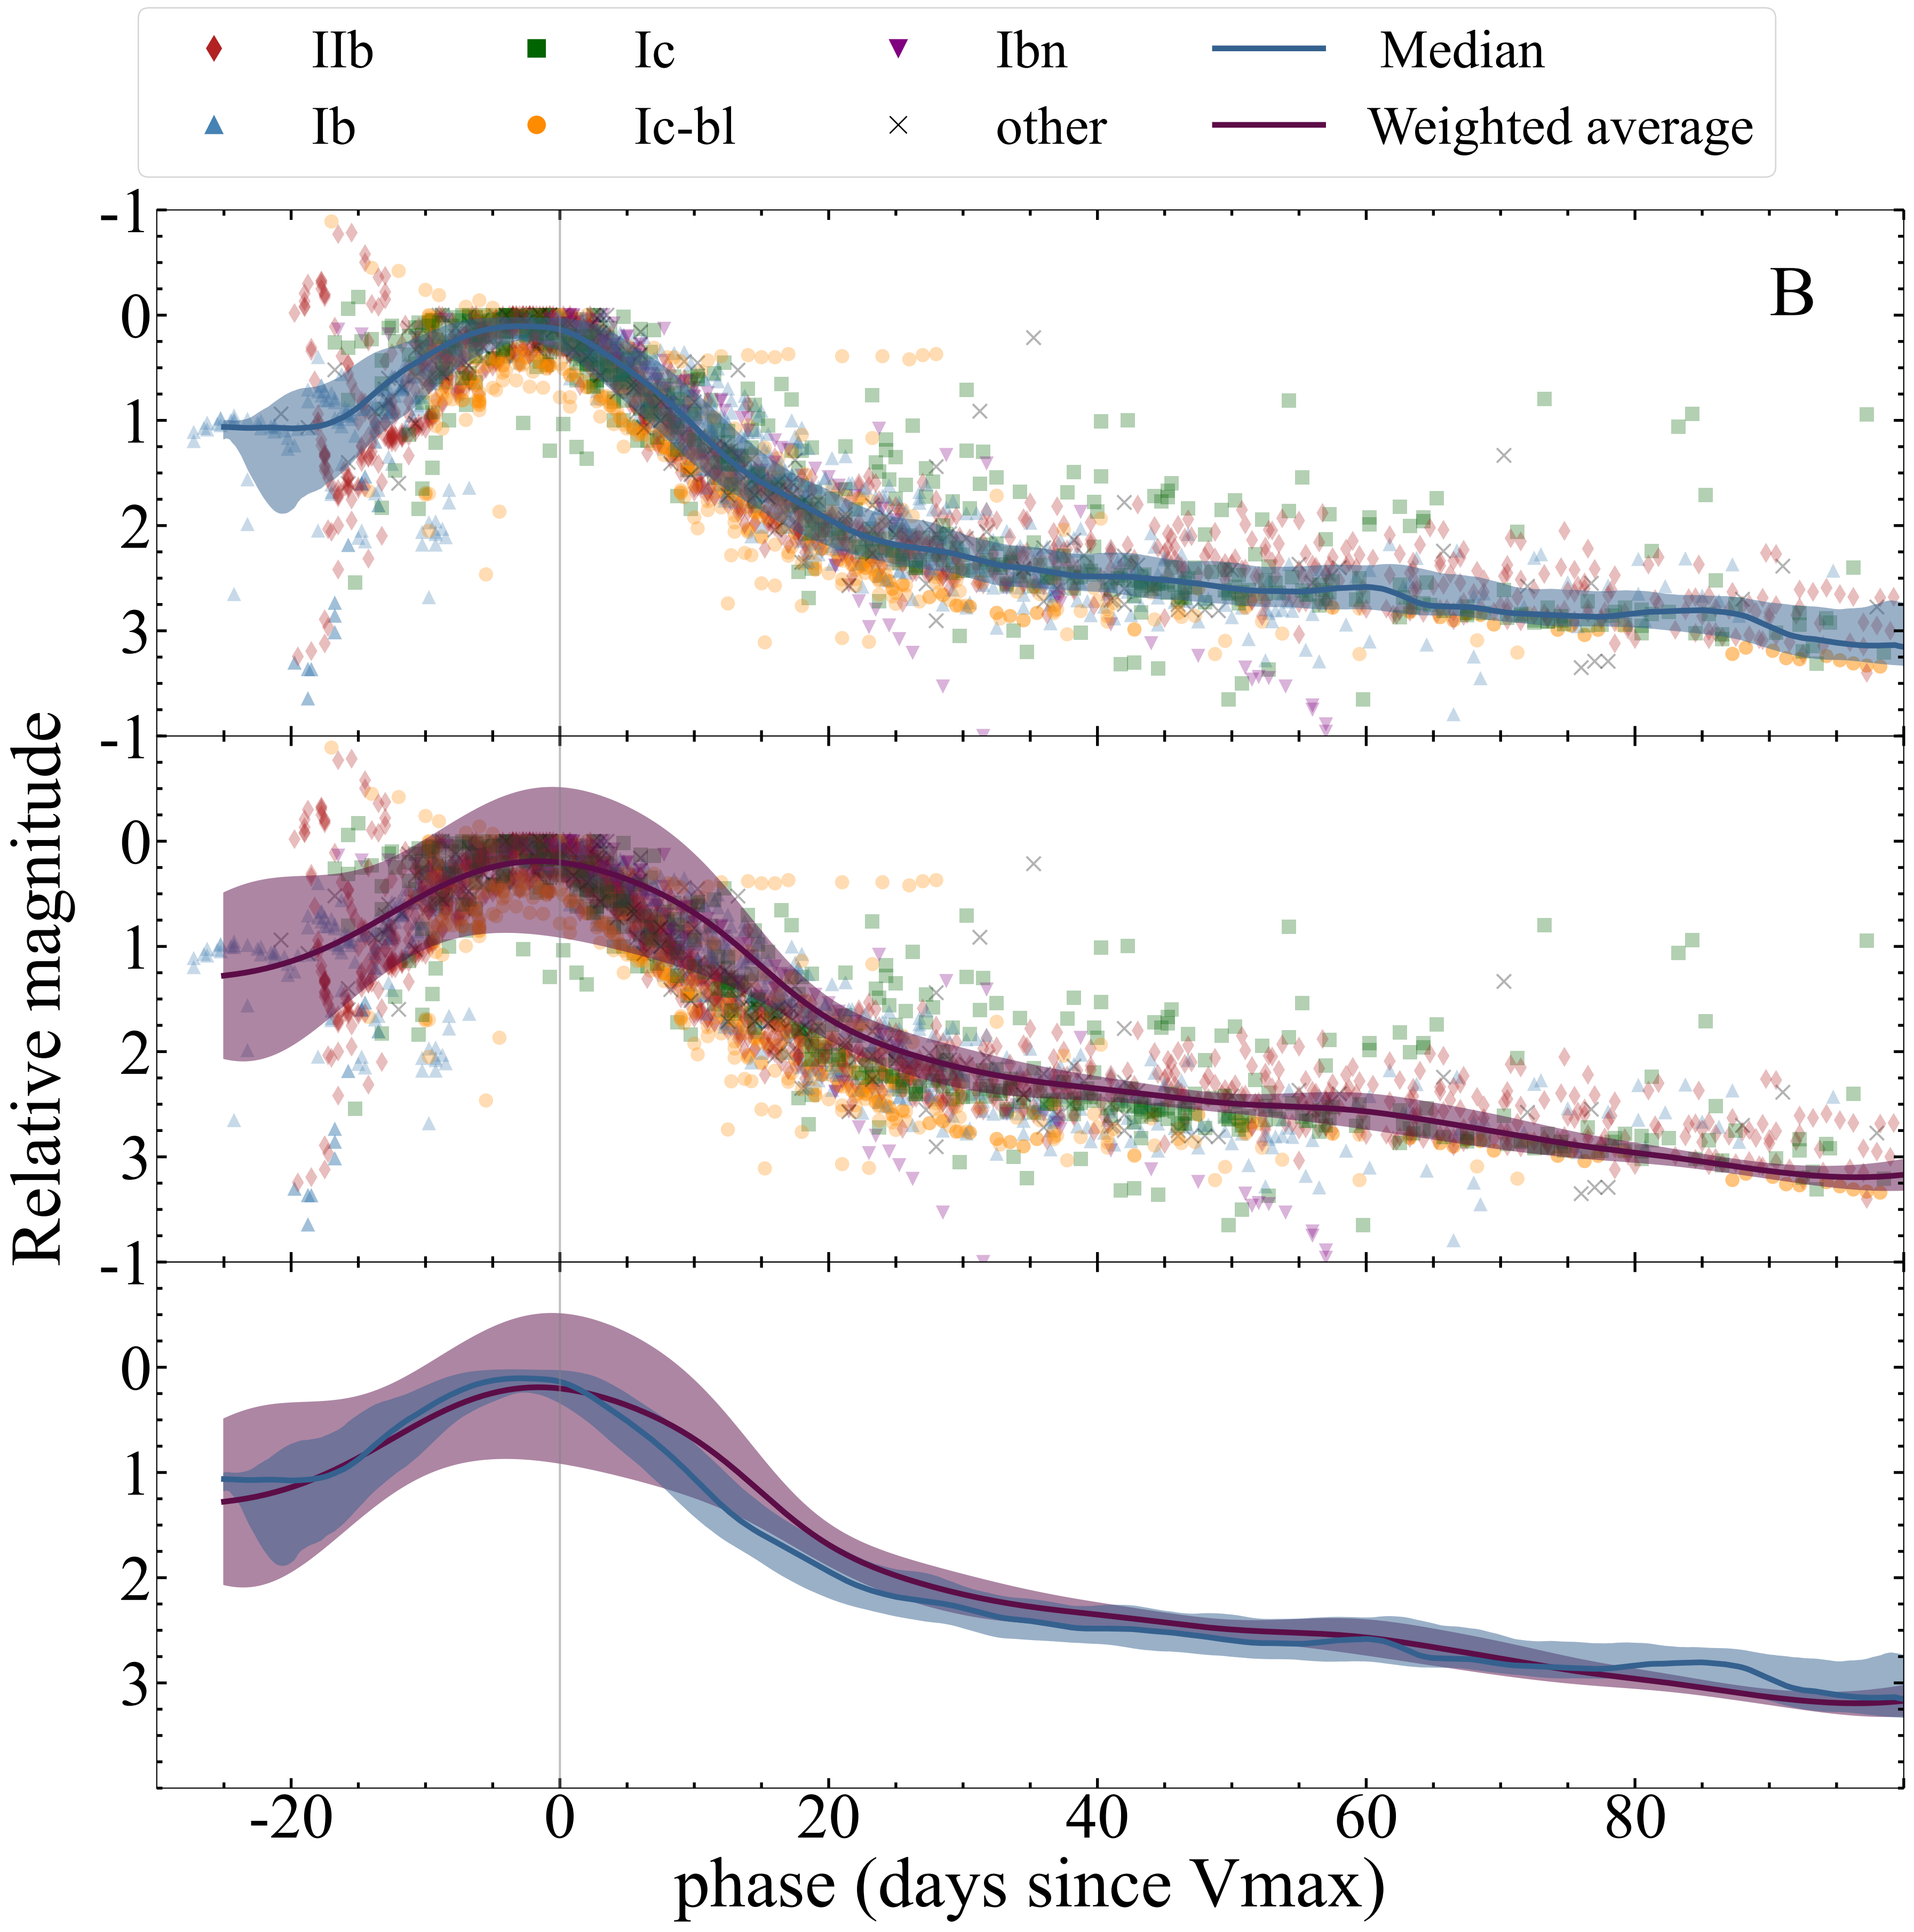 IIb Ic Ibn Median
Ib Ic-bl other Weighted average
B
-1
0
1
2
3
-1
0
1
2
3
-1
0
1
2
3
Relative magnitude
-20 0 20 40 60 80
phase (days since Vmax)